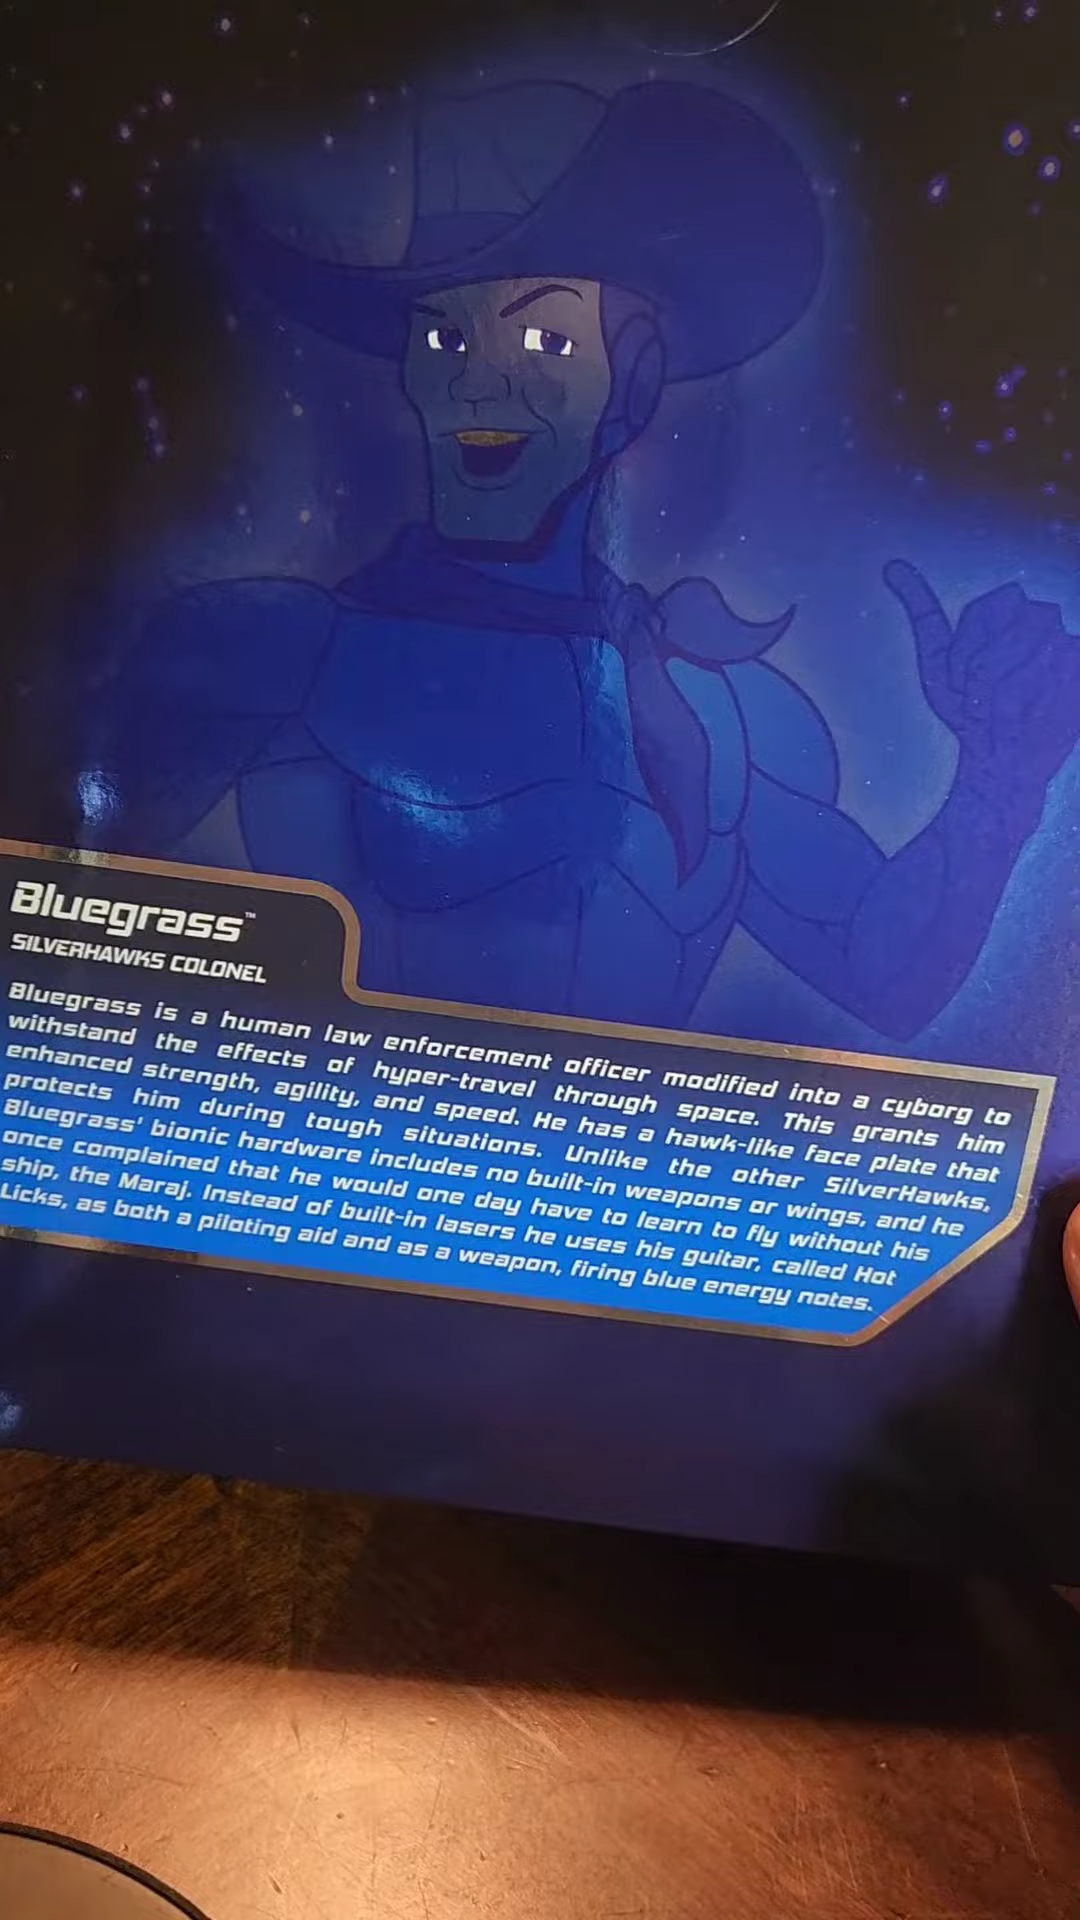 Bluegrass™
SILVERHAWKS COLONEL
Bluegrass is a human law enforcement officer modified into a cyborg to
withstand the effects of hyper-travel through space. This grants him
enhanced strength, agility, and speed. He has a hawk-like face plate that
protects him during tough situations. Unlike the other SilverHawks,
Bluegrass' bionic hardware includes no built-in weapons or wings, and he
once complained that he would one day have to learn to fly without his
ship, the Maraj. Instead of built-in lasers he uses his guitar, called Hot
Licks, as both a piloting aid and as a weapon, firing blue energy notes.